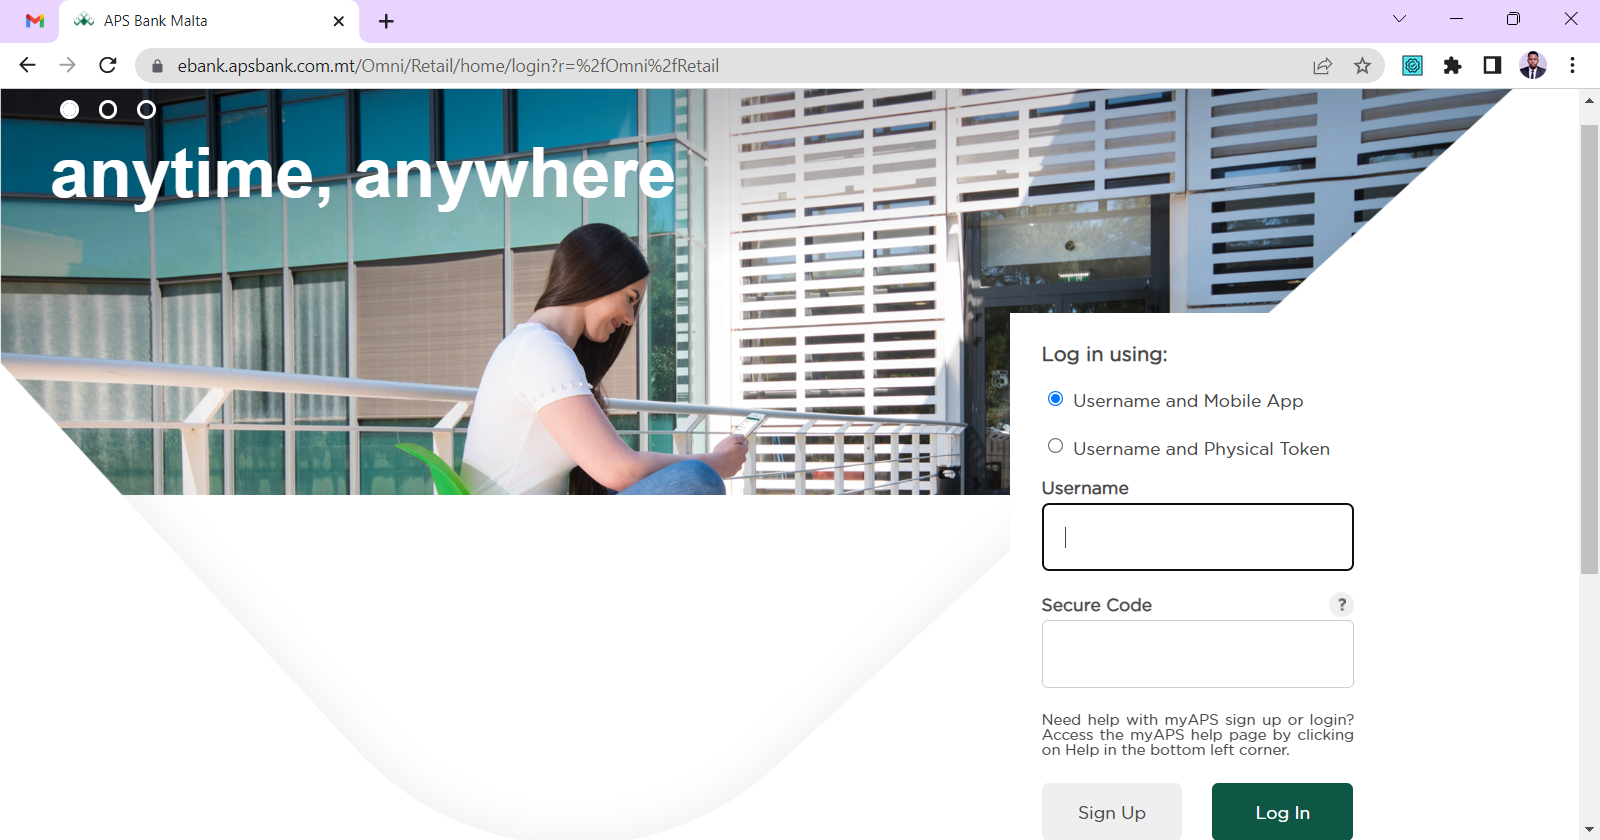 APS Bank Malta
ebank.apsbank.com.mt/Omni/Retail/home/login?r=%2fOmni%2fRetail
anytime, anywhere
Log in using:
Username and Mobile App
Username and Physical Token
Username
Secure Code ?
Need help with myAPS sign up or login?
Access the myAPS help page by clicking
on Help in the bottom left corner.
Sign Up Log In